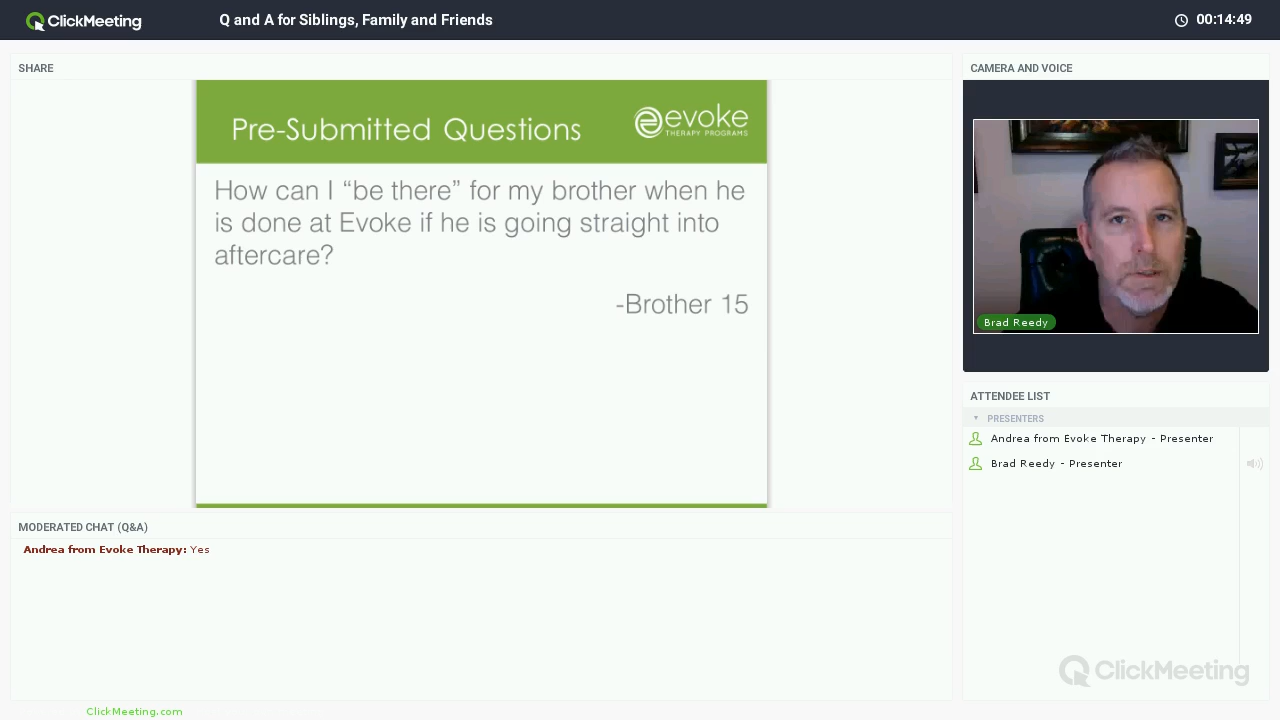 ClickMeeting
Q and A for Siblings, Family and Friends
00:14:49
SHARE
Pre-Submitted Questions
evoke
THERAPY PROGRAMS
How can I “be there” for my brother when he
is done at Evoke if he is going straight into
aftercare?
-Brother 15
CAMERA AND VOICE
Brad Reedy
ATTENDEE LIST
PRESENTERS
Andrea from Evoke Therapy - Presenter
Brad Reedy - Presenter
MODERATED CHAT (Q&A)
Andrea from Evoke Therapy: Yes
ClickMeeting
ClickMeeting.com